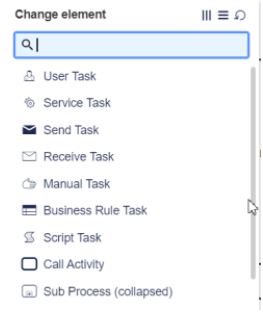 Change element
User Task
Service Task
Send Task
Receive Task
Manual Task
Business Rule Task
Script Task
Call Activity
Sub Process (collapsed)